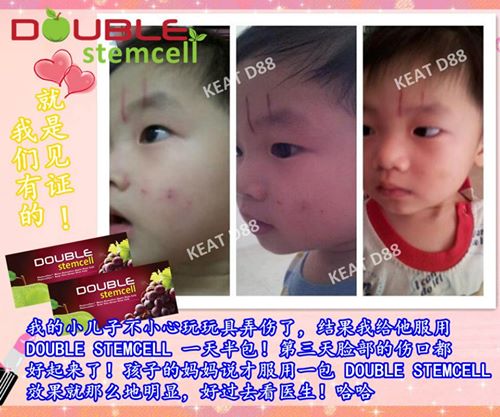 DOUBLE
stemcell
KEAT D88
KEAT D88
KEAT D88
KEAT D88
就是见证！
我们有的
DOUBLE
stemcell
DOUBLE
stemcell
我的小儿子不小心玩玩具弄伤了，结果我给他服用
DOUBLE STEMCELL 一天半包！第三天脸部的伤口都
好起来了！孩子的妈妈说才服用一包 DOUBLE STEMCELL
效果就那么地明显，好过去看医生！哈哈